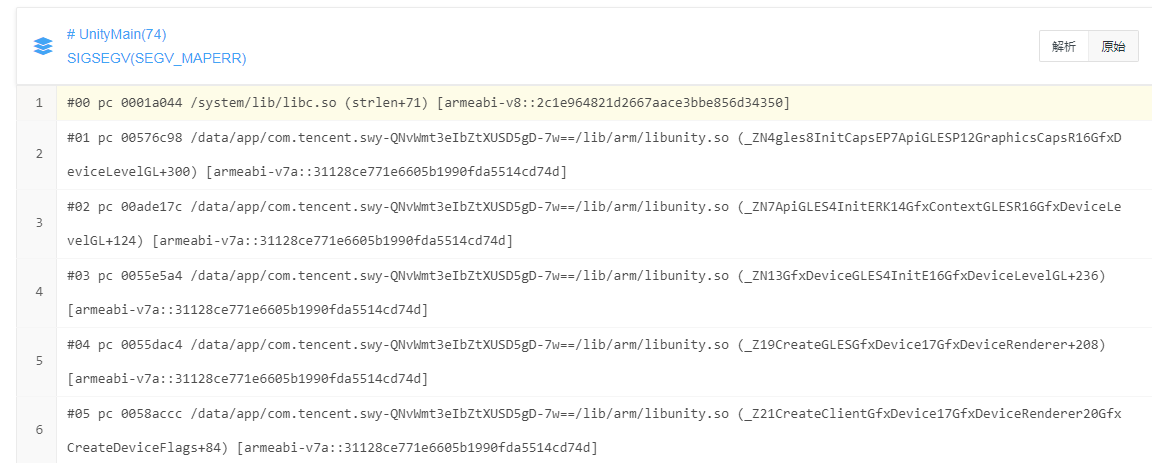 # UnityMain(74)
SIGSEGV(SEGV_MAPERR)
解析
原始
1 #00 pc 0001a044 /system/lib/libc.so (strlen+71) [armeabi-v8::2c1e964821d2667aace3bbe856d34350]
2 #01 pc 00576c98 /data/app/com.tencent.swy-QNvWmt3eIbZtXUSD5gD-7w==/lib/arm/libunity.so (_ZN4gles8InitCapsEP7ApiGLESP12GraphicsCapsR16GfxD
eviceLevelGL+300) [armeabi-v7a::31128ce771e6605b1990fda5514cd74d]
3 #02 pc 00ade17c /data/app/com.tencent.swy-QNvWmt3eIbZtXUSD5gD-7w==/lib/arm/libunity.so (_ZN7ApiGLES4InitERK14GfxContextGLESR16GfxDeviceLe
velGL+124) [armeabi-v7a::31128ce771e6605b1990fda5514cd74d]
4 #03 pc 0055e5a4 /data/app/com.tencent.swy-QNvWmt3eIbZtXUSD5gD-7w==/lib/arm/libunity.so (_ZN13GfxDeviceGLES4InitE16GfxDeviceLevelGL+236)
[armeabi-v7a::31128ce771e6605b1990fda5514cd74d]
5 #04 pc 0055dac4 /data/app/com.tencent.swy-QNvWmt3eIbZtXUSD5gD-7w==/lib/arm/libunity.so (_Z19CreateGLESGfxDevice17GfxDeviceRenderer+208)
[armeabi-v7a::31128ce771e6605b1990fda5514cd74d]
6 #05 pc 0058accc /data/app/com.tencent.swy-QNvWmt3eIbZtXUSD5gD-7w==/lib/arm/libunity.so (_Z21CreateClientGfxDevice17GfxDeviceRenderer20Gfx
CreateDeviceFlags+84) [armeabi-v7a::31128ce771e6605b1990fda5514cd74d]